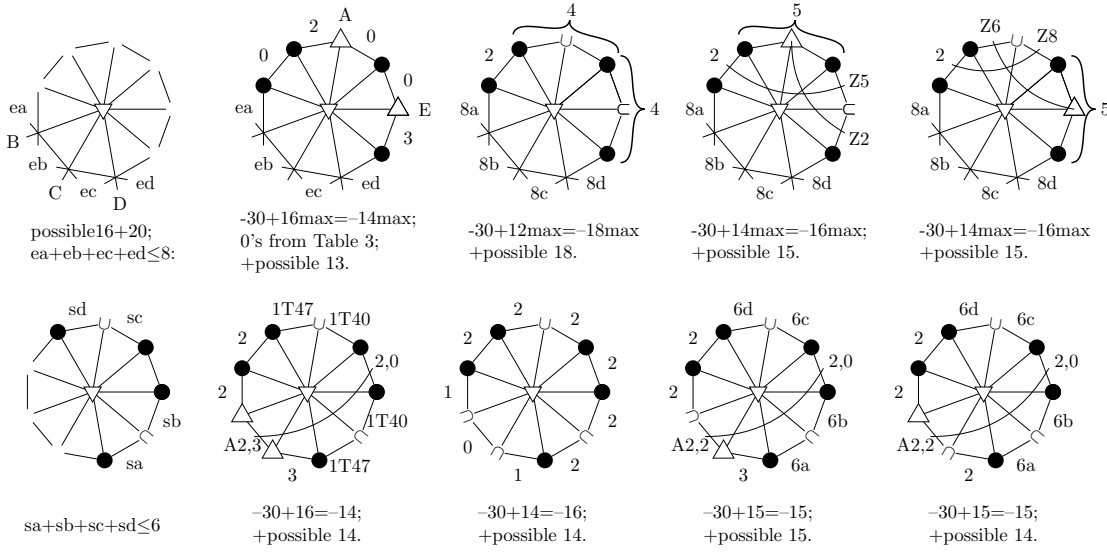 ea
B
eb
C
ec
D
ed
possible16+20;
ea+eb+ec+ed≤8:
A
2
0
0
0
E
3
ea
eb
ec
ed
-30+16max=–14max;
0's from Table 3;
+possible 13.
4
2
4
8a
8b
8c
8d
-30+12max=–18max
+possible 18.
5
2
Z5
Z2
8a
8b
8c
8d
-30+14max=–16max;
+possible 15.
Z6
Z8
2
5
8a
8b
8c
8d
-30+14max=–16max
+possible 15.
sd
sc
sb
sa
sa+sb+sc+sd≤6
1T47
1T40
2
2,0
2
1T40
A2,3
3
1T47
–30+16=–14;
+possible 14.
2
2
2
2
1
2
0
1
2
–30+14=–16;
+possible 14.
6d
6c
2
2,0
2
6b
A2,2
3
6a
–30+15=–15;
+possible 15.
6d
6c
2
2,0
2
6b
A2,2
2
6a
–30+15=–15;
+possible 14.